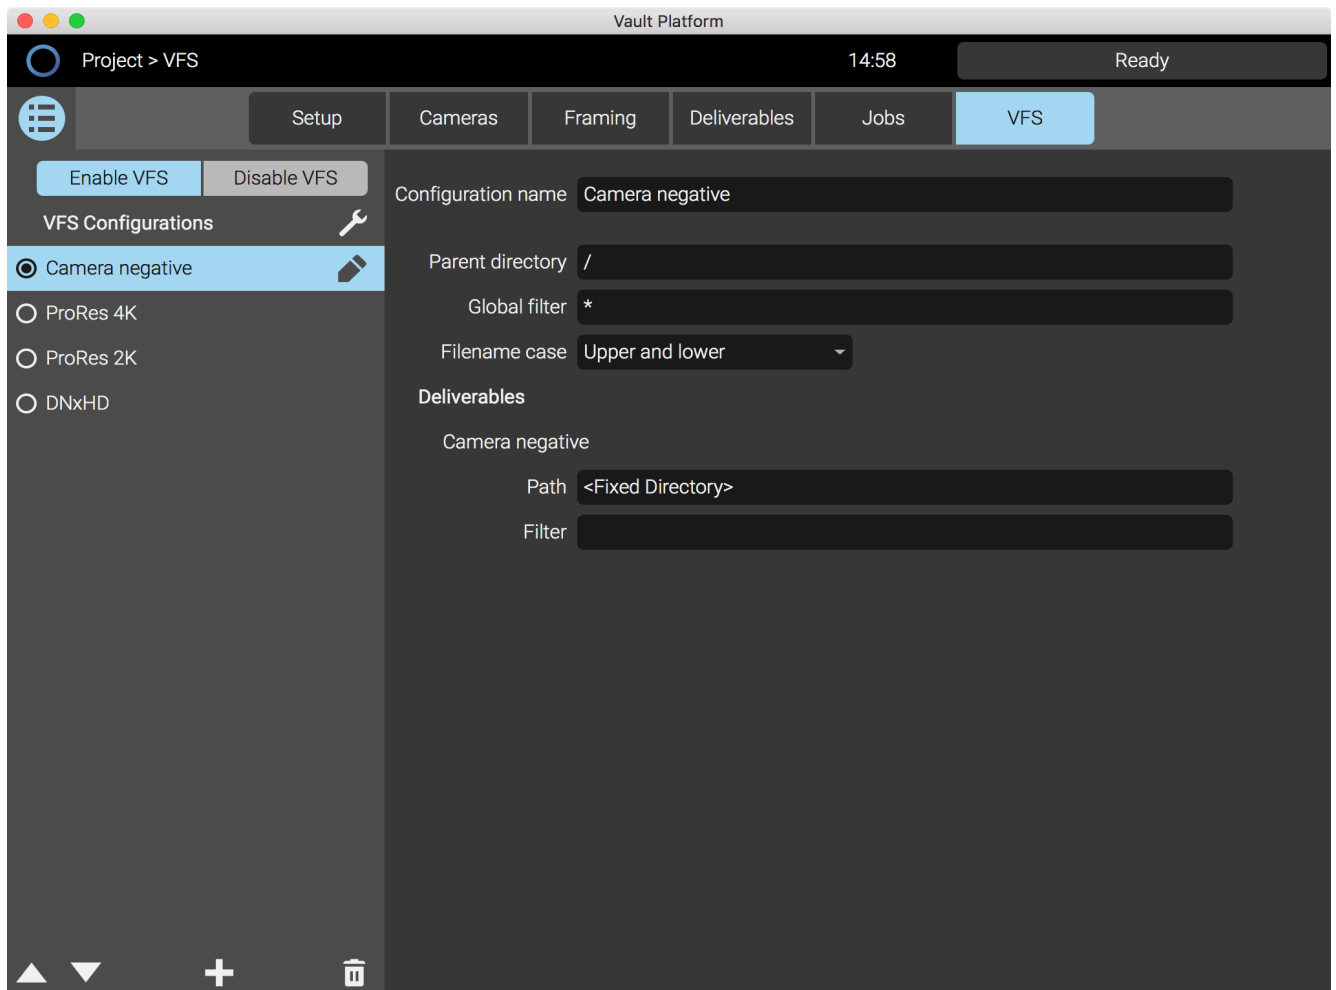 Vault Platform
Project > VFS
14:58
Ready
Setup
Cameras
Framing
Deliverables
Jobs
VFS
Enable VFS
Disable VFS
VFS Configurations
Camera negative
ProRes 4K
ProRes 2K
DNxHD
Configuration name Camera negative
Parent directory /
Global filter *
Filename case Upper and lower
Deliverables
Camera negative
Path <Fixed Directory>
Filter